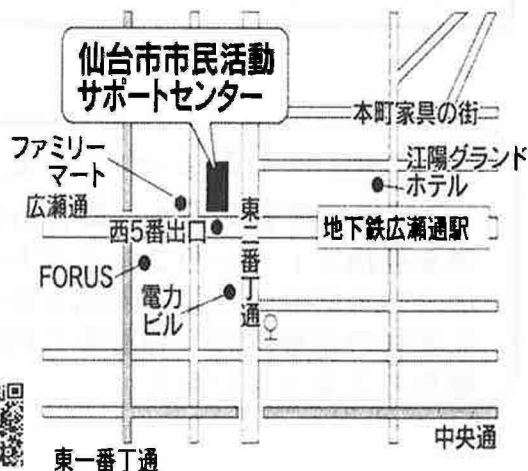 仙台市市民活動
サポートセンター
本町家具の街
ファミリー
マート
江陽グランド
ホテル
広瀬通
西5番出口
東二番丁通
地下鉄広瀬通駅
FORUS
電力
ビル
中央通
東一番丁通